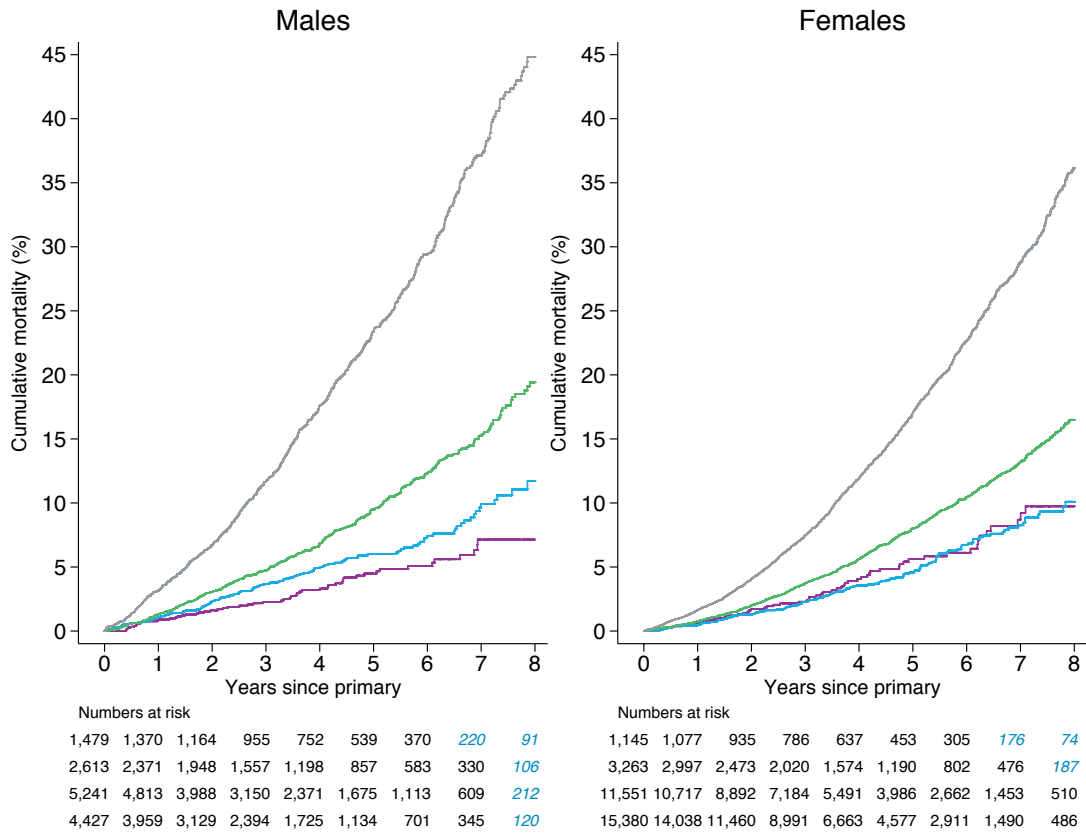 Males
Females
Cumulative mortality (%)
45
40
35
30
25
20
15
10
5
0
0 1 2 3 4 5 6 7 8
Years since primary
Cumulative mortality (%)
45
40
35
30
25
20
15
10
5
0
0 1 2 3 4 5 6 7 8
Years since primary
Numbers at risk
1,479 1,370 1,164 955 752 539 370 220 91
2,613 2,371 1,948 1,557 1,198 857 583 330 106
5,241 4,813 3,988 3,150 2,371 1,675 1,113 609 212
4,427 3,959 3,129 2,394 1,725 1,134 701 345 120
Numbers at risk
1,145 1,077 935 786 637 453 305 176 74
3,263 2,997 2,473 2,020 1,574 1,190 802 476 187
11,551 10,717 8,892 7,184 5,491 3,986 2,662 1,453 510
15,380 14,038 11,460 8,991 6,663 4,577 2,911 1,490 486